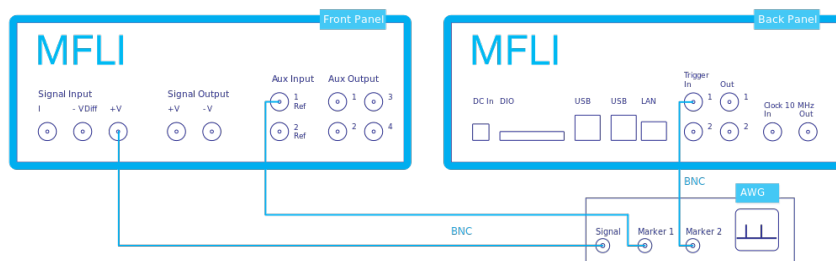 Front Panel
MFLI
Signal Input
I
- V Diff
+V
Signal Output
+V
- V
Aux Input
1
Ref
2
Ref
Aux Output
1
3
2
4
Back Panel
MFLI
DC In
DIO
USB
USB
LAN
Trigger
In
Out
1
1
2
2
Clock 10 MHz
In
Out
BNC
AWG
BNC
Signal
Marker 1
Marker 2